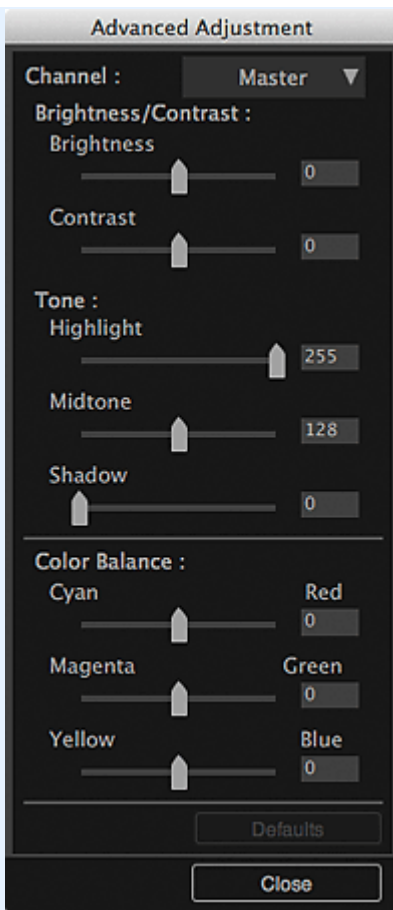 Advanced Adjustment
Channel : Master ▼
Brightness/Contrast :
Brightness
0
Contrast
0
Tone :
Highlight
255
Midtone
128
Shadow
0
Color Balance :
Cyan Red
0
Magenta Green
0
Yellow Blue
0
Defaults
Close